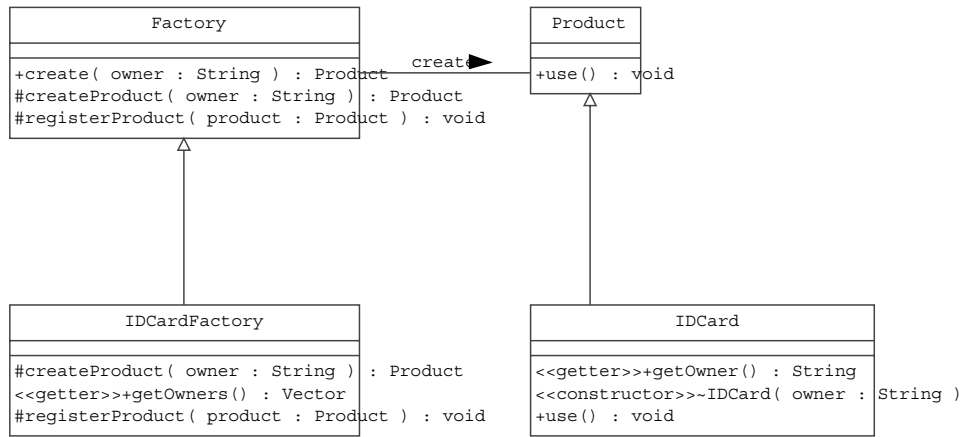 Factory
+create( owner : String ) : Product
#createProduct( owner : String ) : Product
#registerProduct( product : Product ) : void
create
Product
+use() : void
IDCardFactory
#createProduct( owner : String ) : Product
<<getter>>+getOwners() : Vector
#registerProduct( product : Product ) : void
IDCard
<<getter>>+getOwner() : String
<<constructor>>~IDCard( owner : String )
+use() : void